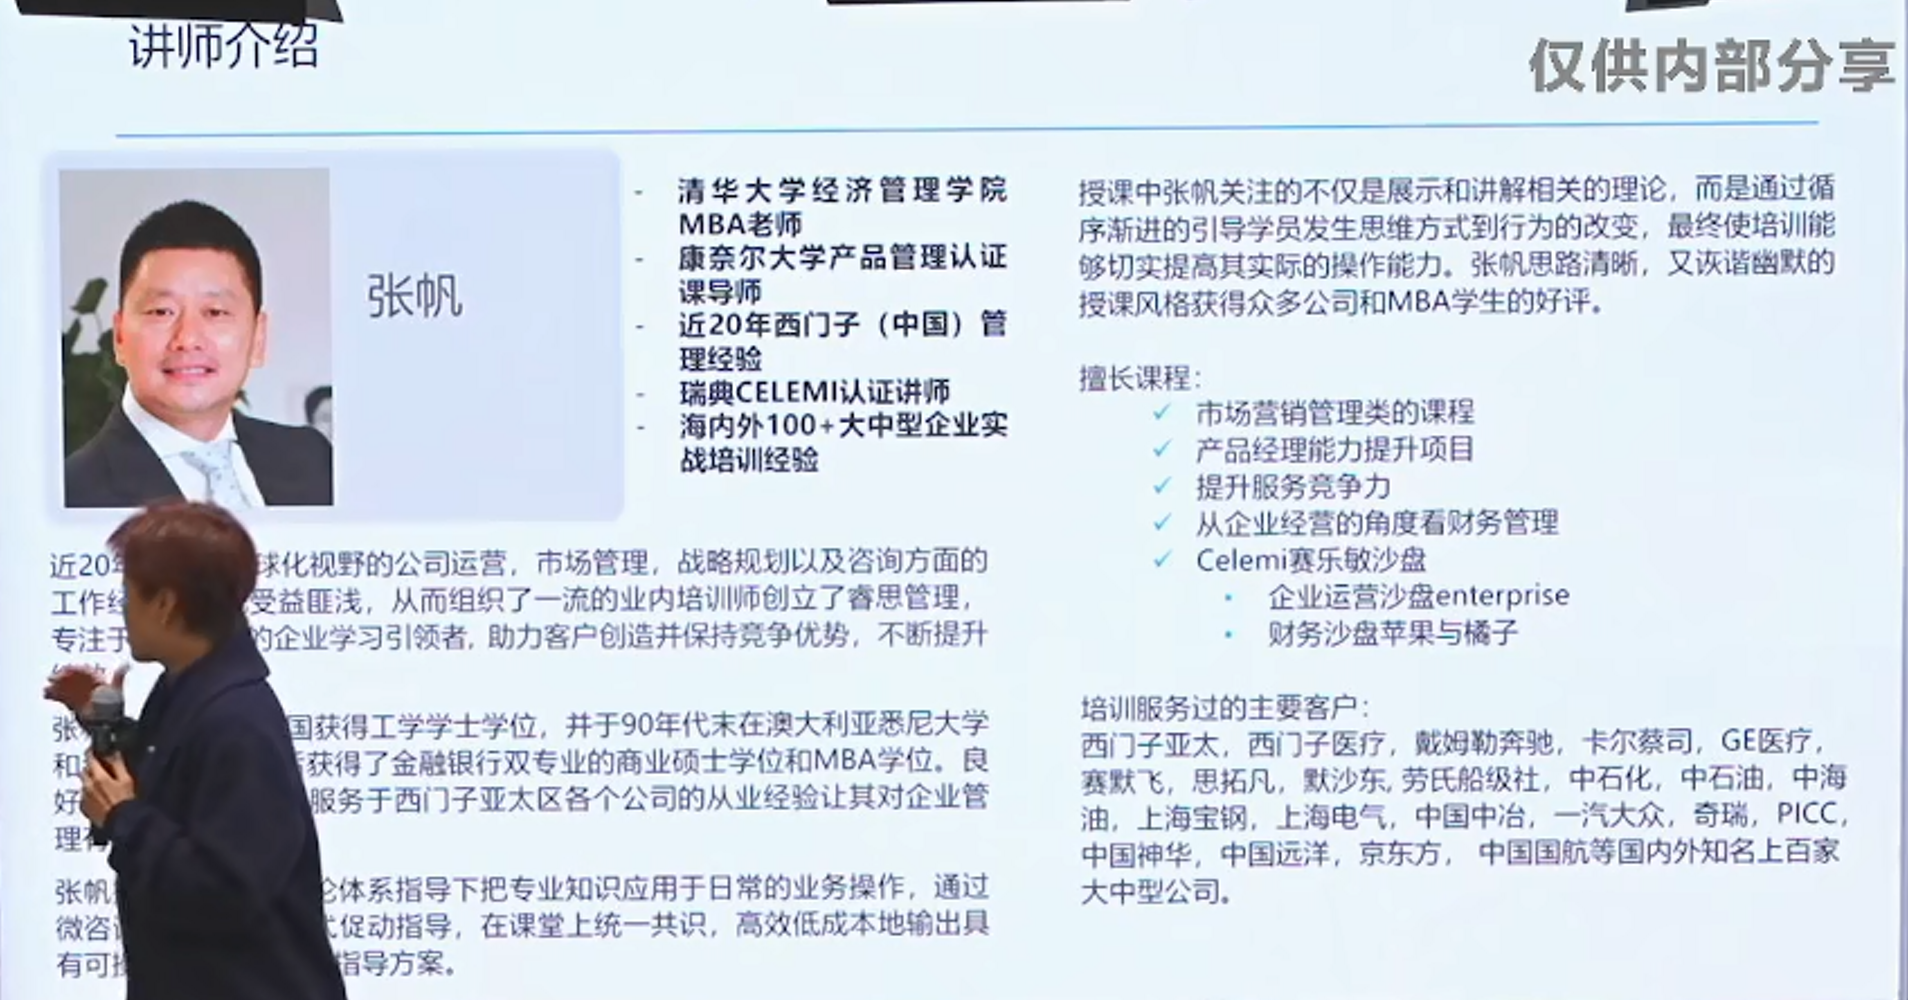 讲师介绍
仅供内部分享
张帆
- 清华大学经济管理学院
MBA老师
- 康奈尔大学产品管理认证
课导师
- 近20年西门子（中国）管
理经验
- 瑞典CELEMI认证讲师
- 海内外100+大中型企业实
战培训经验
近20年
球化视野的公司运营，市场管理，战略规划以及咨询方面的
工作经
受益匪浅，从而组织了一流的业内培训师创立了睿思管理，
专注于
的企业学习引领者, 助力客户创造并保持竞争优势，不断提升
张
国获得工学学士学位，并于90年代末在澳大利亚悉尼大学
和
获得了金融银行双专业的商业硕士学位和MBA学位。良
好
服务于西门子亚太区各个公司的从业经验让其对企业管
理有
张帆
论体系指导下把专业知识应用于日常的业务操作，通过
微咨
式促动指导，在课堂上统一共识，高效低成本地输出具
有可
指导方案。
授课中张帆关注的不仅是展示和讲解相关的理论，而是通过循
序渐进的引导学员发生思维方式到行为的改变，最终使培训能
够切实提高其实际的操作能力。张帆思路清晰，又诙谐幽默的
授课风格获得众多公司和MBA学生的好评。
擅长课程：
✓ 市场营销管理类的课程
✓ 产品经理能力提升项目
✓ 提升服务竞争力
✓ 从企业经营的角度看财务管理
✓ Celemi赛乐敏沙盘
• 企业运营沙盘enterprise
• 财务沙盘苹果与橘子
培训服务过的主要客户：
西门子亚太，西门子医疗，戴姆勒奔驰，卡尔蔡司，GE医疗，
赛默飞，思拓凡，默沙东, 劳氏船级社，中石化，中石油，中海
油，上海宝钢，上海电气，中国中冶，一汽大众，奇瑞，PICC，
中国神华，中国远洋，京东方， 中国国航等国内外知名上百家
大中型公司。